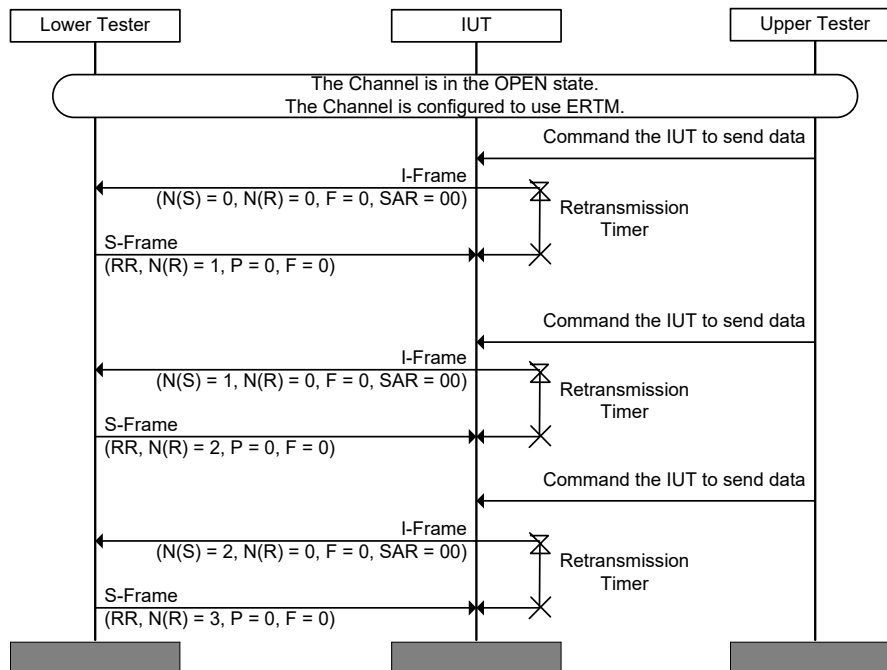 Lower Tester
IUT
Upper Tester
The Channel is in the OPEN state.
The Channel is configured to use ERTM.
Command the IUT to send data
I-Frame
(N(S) = 0, N(R) = 0, F = 0, SAR = 00)
Retransmission
Timer
S-Frame
(RR, N(R) = 1, P = 0, F = 0)
Command the IUT to send data
I-Frame
(N(S) = 1, N(R) = 0, F = 0, SAR = 00)
Retransmission
Timer
S-Frame
(RR, N(R) = 2, P = 0, F = 0)
Command the IUT to send data
I-Frame
(N(S) = 2, N(R) = 0, F = 0, SAR = 00)
Retransmission
Timer
S-Frame
(RR, N(R) = 3, P = 0, F = 0)